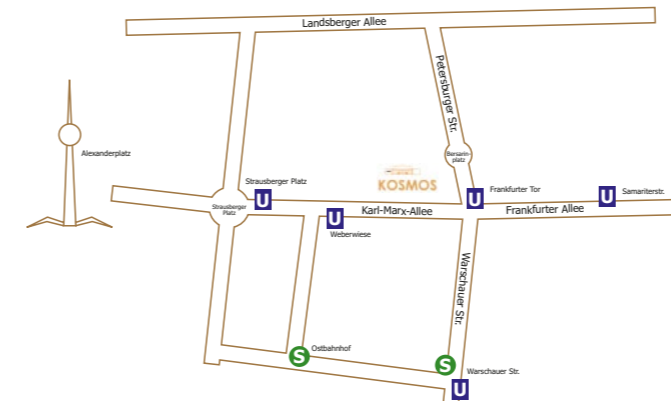 Landsberger Allee
Petersburger Str.
Alexanderplatz
Bersarin-
platz
KOSMOS
Strausberger Platz
U
Frankfurter Tor
U
Samariterstr.
U
Strausberger
Platz
Karl-Marx-Allee
Frankfurter Allee
U
Weberwiese
Warschauer Str.
Ostbahnhof
S
S
Warschauer Str.
U